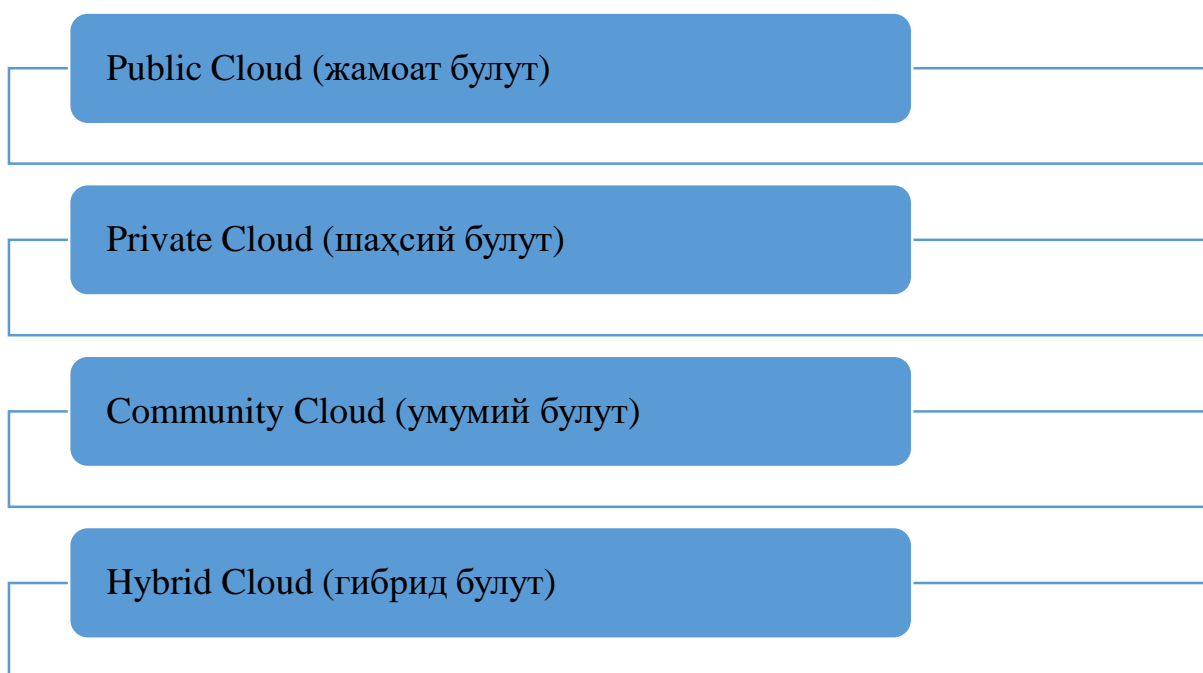 Public Cloud (жамоат булут)
Private Cloud (шаҳсий булут)
Community Cloud (умумий булут)
Hybrid Cloud (гибрид булут)